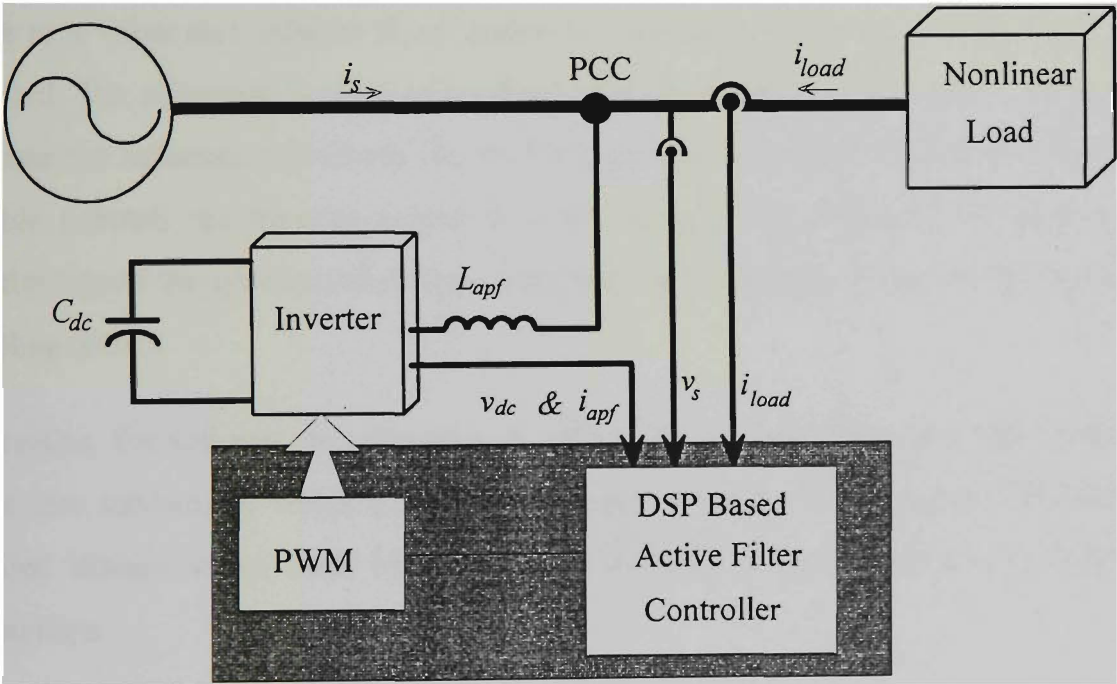 i_s
PCC
i_load
Nonlinear
Load
L_apf
C_dc
Inverter
v_dc & i_apf
v_s
i_load
DSP Based
Active Filter
Controller
PWM